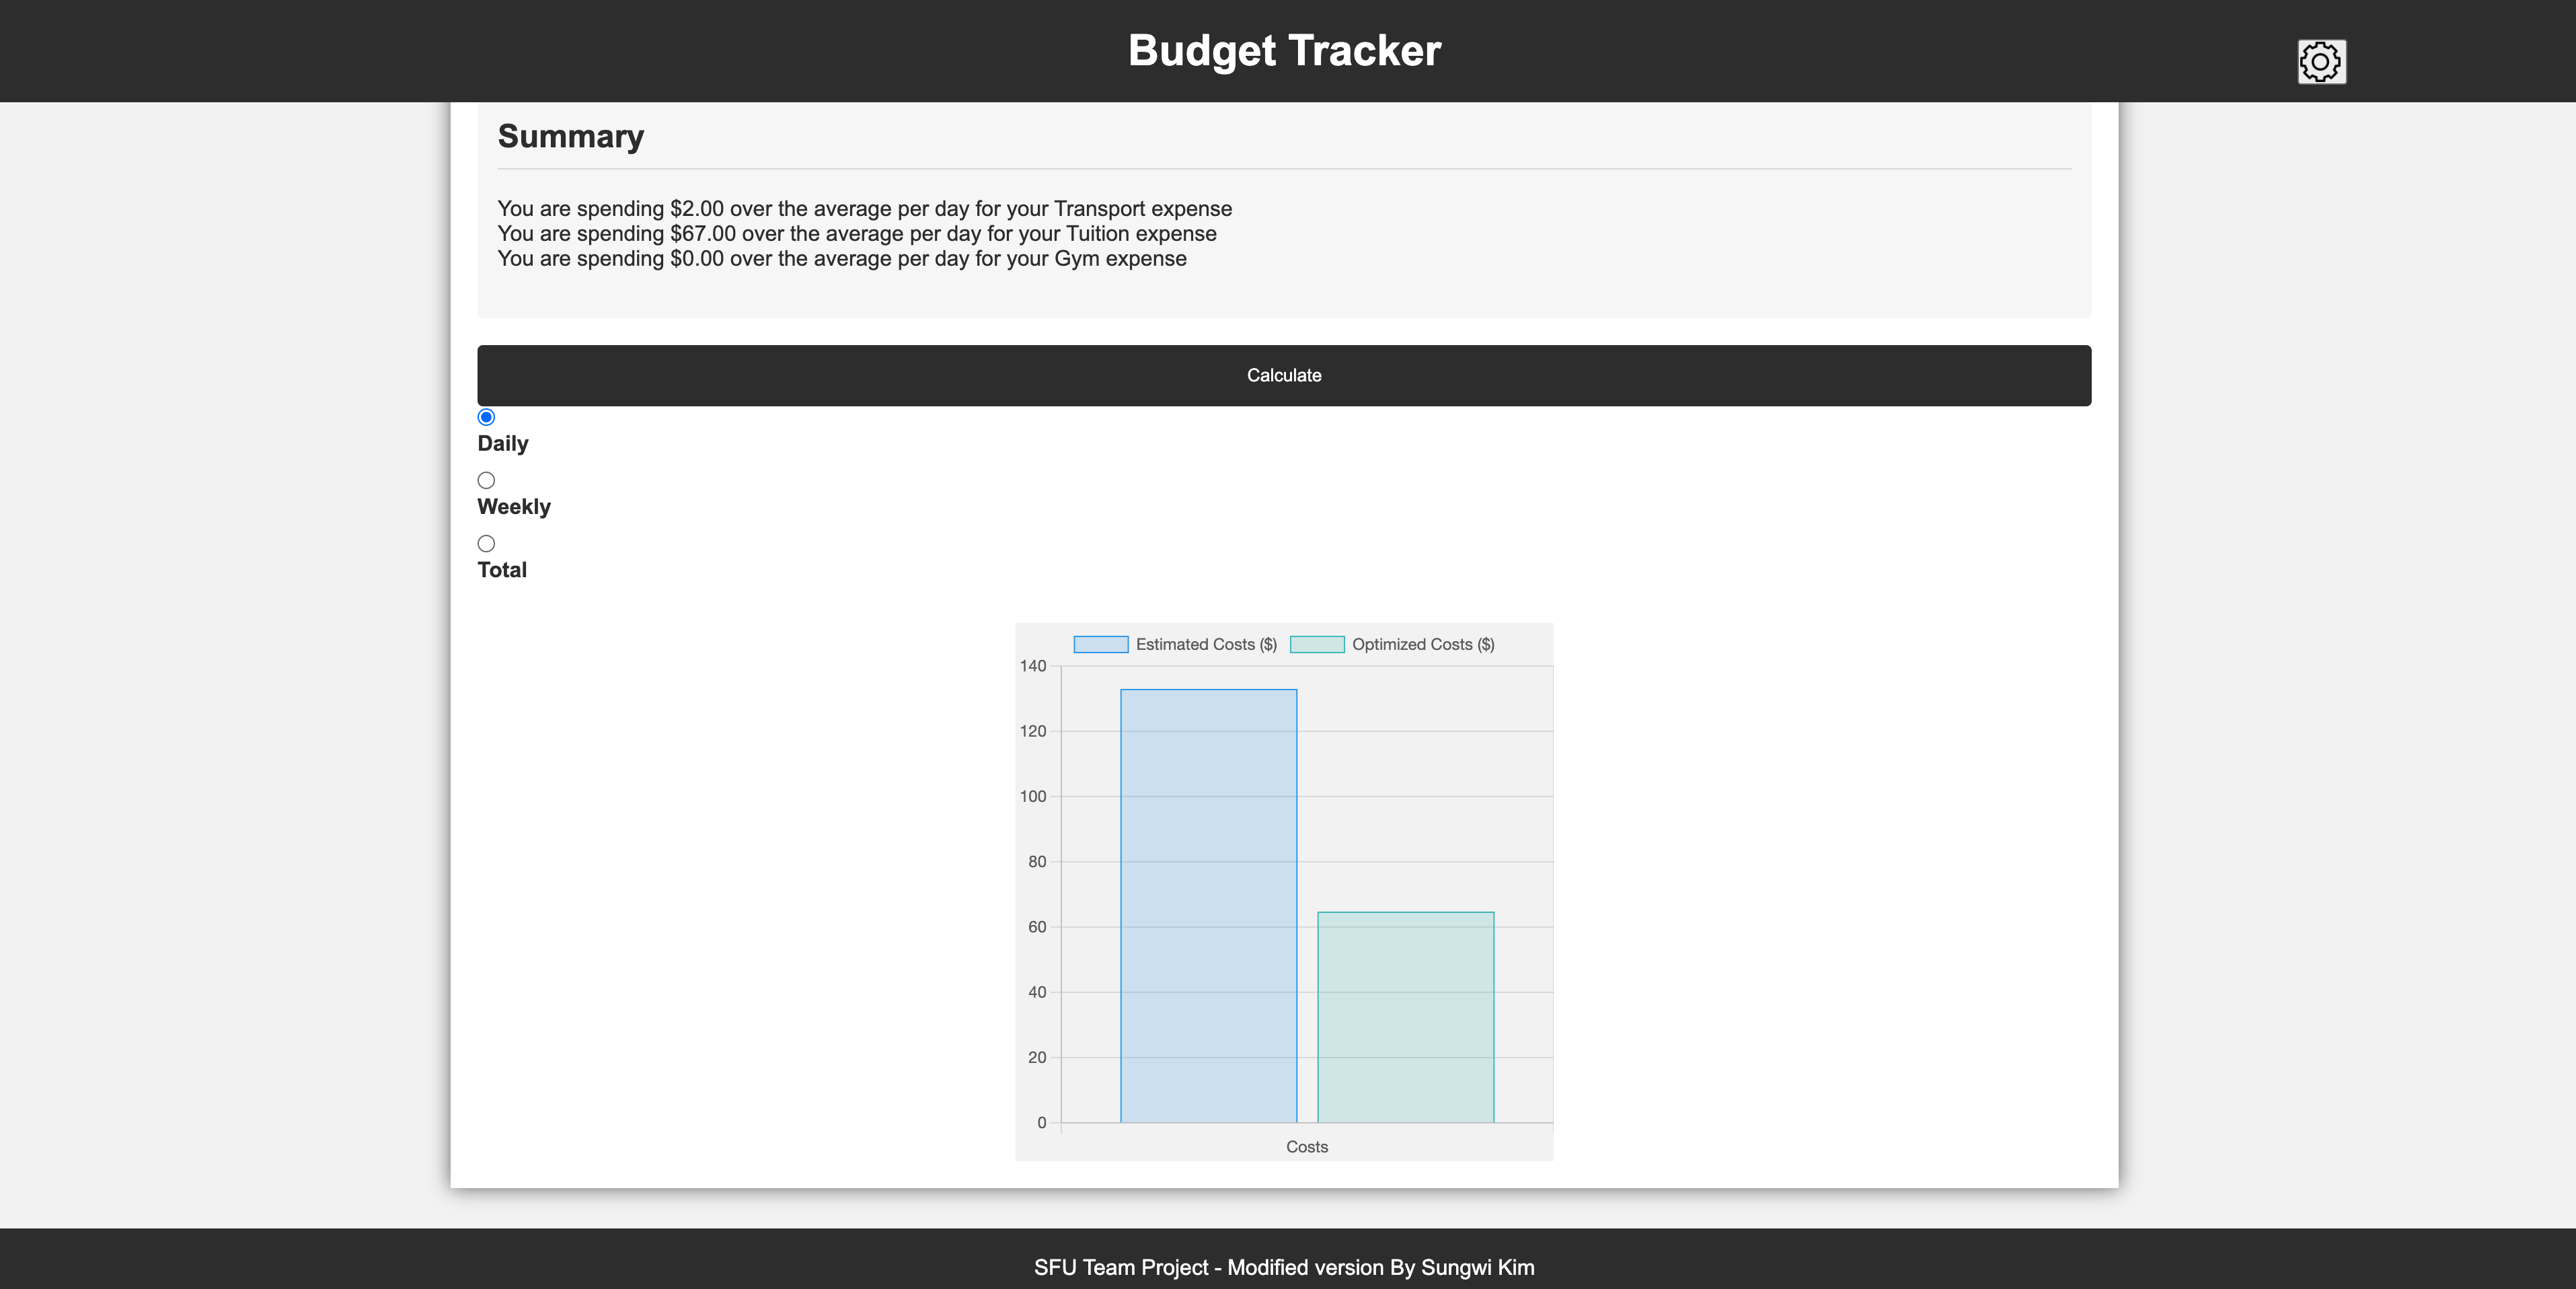 Budget Tracker
Summary
You are spending $2.00 over the average per day for your Transport expense
You are spending $67.00 over the average per day for your Tuition expense
You are spending $0.00 over the average per day for your Gym expense
Calculate
Daily
Weekly
Total
Estimated Costs ($) Optimized Costs ($)
140
120
100
80
60
40
20
0
Costs
SFU Team Project - Modified version By Sungwi Kim